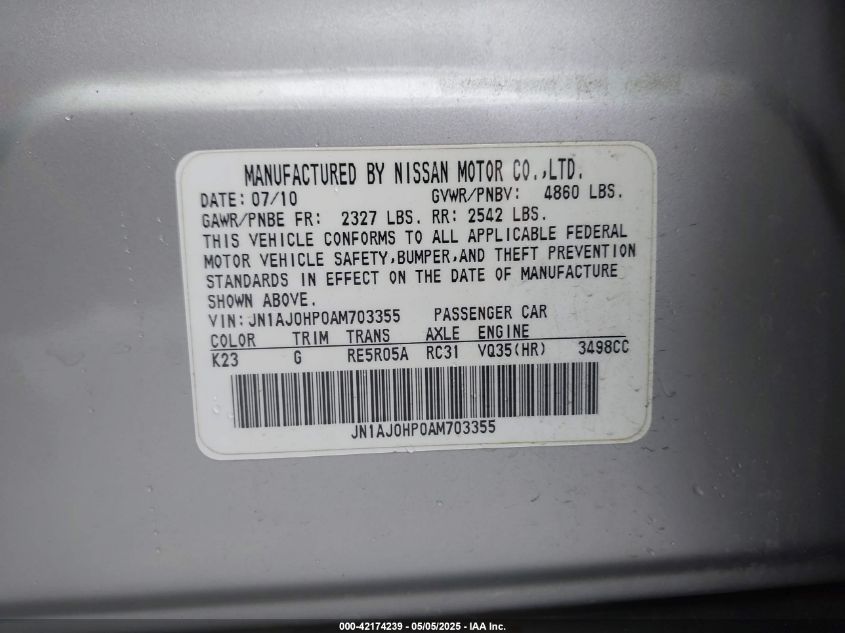 MANUFACTURED BY NISSAN MOTOR CO.,LTD.
DATE: 07/10 GVWR/PNBV: 4860 LBS.
GAWR/PNBE FR: 2327 LBS. RR: 2542 LBS.
THIS VEHICLE CONFORMS TO ALL APPLICABLE FEDERAL
MOTOR VEHICLE SAFETY,BUMPER,AND THEFT PREVENTION
STANDARDS IN EFFECT ON THE DATE OF MANUFACTURE
SHOWN ABOVE.
VIN:JN1AJ0HP0AM703355 PASSENGER CAR
COLOR TRIM TRANS AXLE ENGINE
K23 G RE5R05A RC31 VQ35(HR) 3498CC
JN1AJ0HP0AM703355
000-42174239 - 05/05/2025 - IAA Inc.